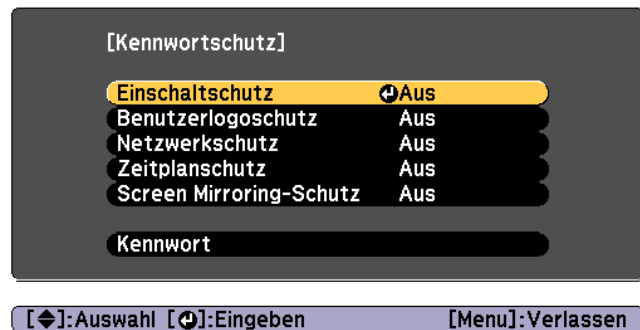 [Kennwortschutz]
Einschaltschutz Aus
Benutzerlogoschutz Aus
Netzwerkschutz Aus
Zeitplanschutz Aus
Screen Mirroring-Schutz Aus
Kennwort
[◆]:Auswahl [⏎]:Eingeben [Menu]:Verlassen